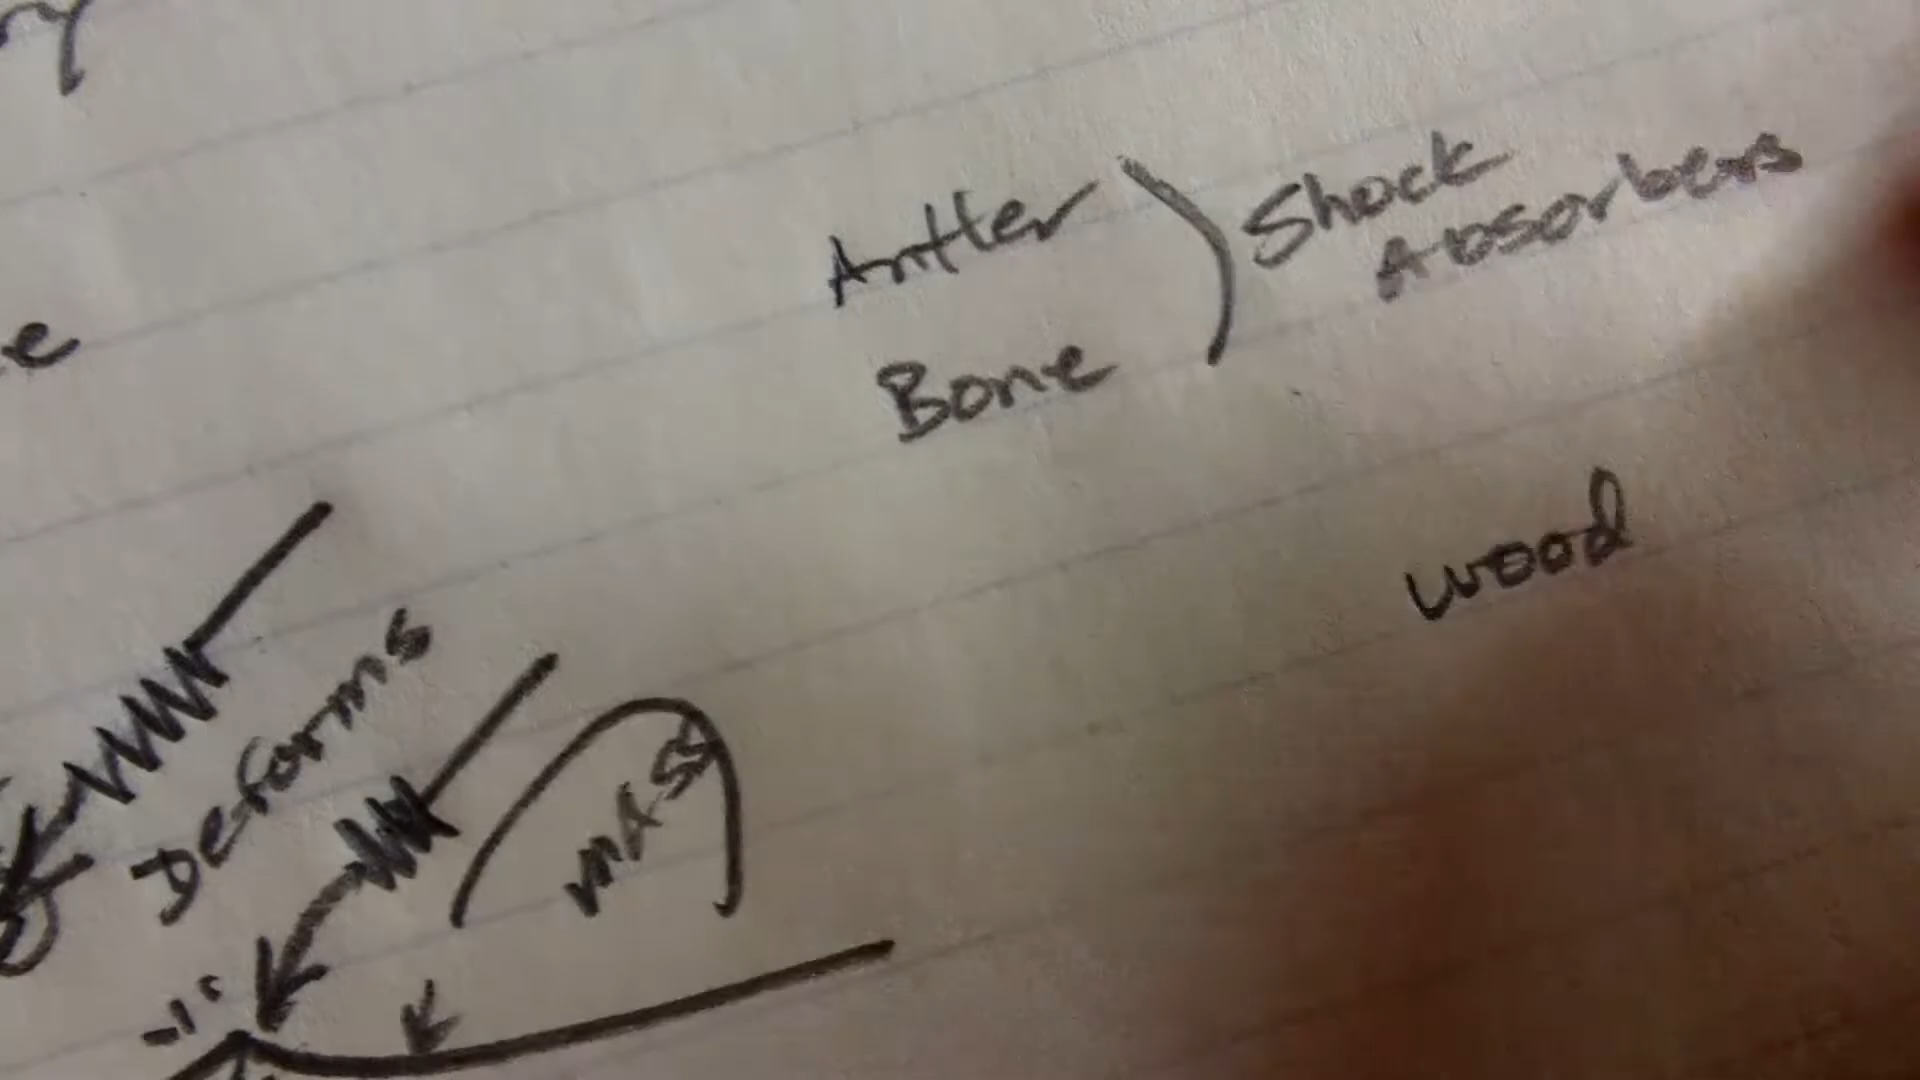 Antler
Shock
Absorbers
Bone
wood
Deforms
MASS